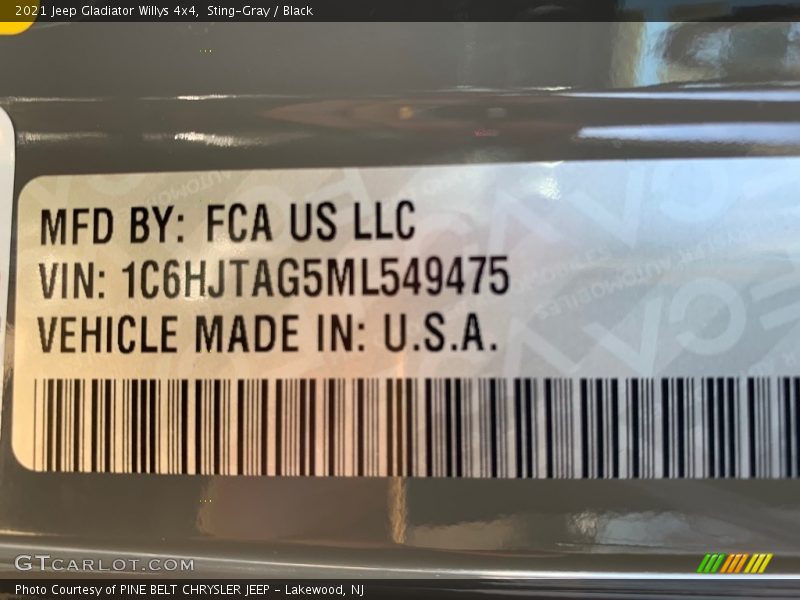 2021 Jeep Gladiator Willys 4x4,  Sting-Gray / Black
MFD BY: FCA US LLC
VIN: 1C6HJTAG5ML549475
VEHICLE MADE IN: U.S.A.
GTCARLOT.COM
Photo Courtesy of PINE BELT CHRYSLER JEEP - Lakewood, NJ